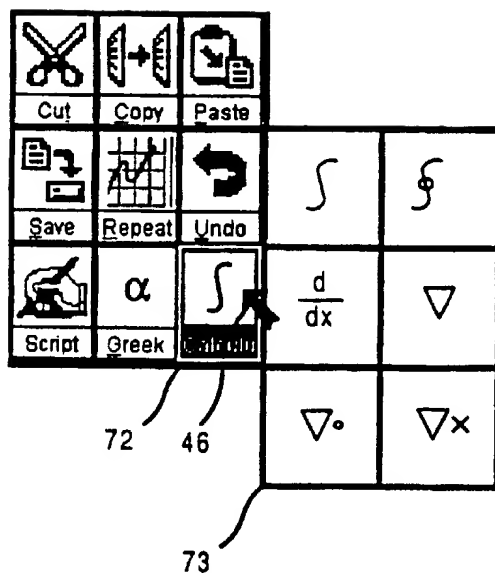 Cut Copy Paste
Save Repeat Undo
∫ ∮
Script α Greek ∫
d/dx ∇
∇∘ ∇×
72 46
73